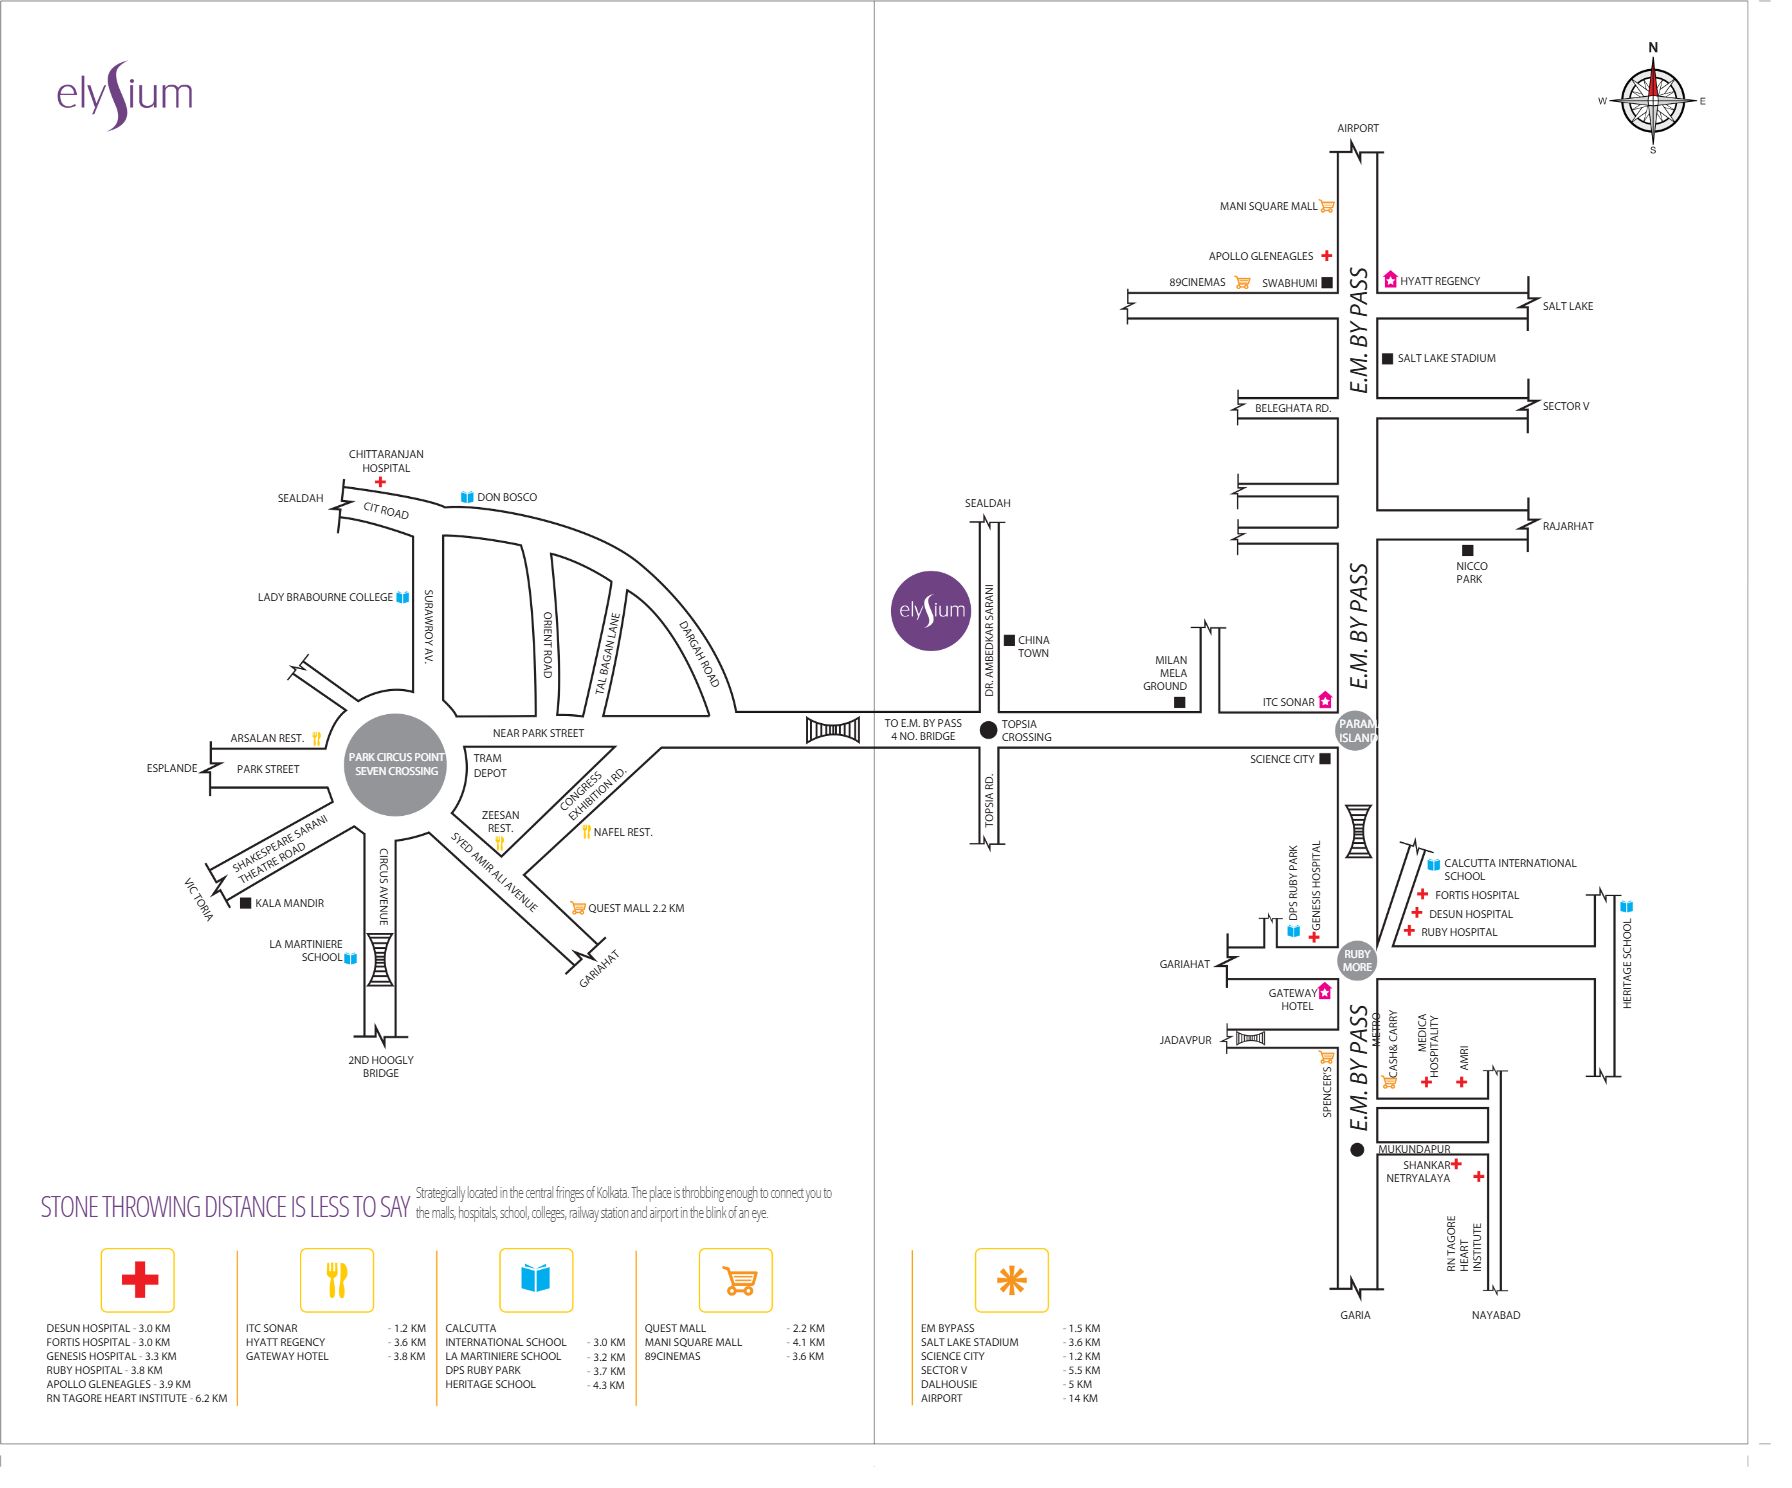 elysium
N
W
E
S
AIRPORT
MANI SQUARE MALL
APOLLO GLENEAGLES
89CINEMAS
SWABHUMI
HYATT REGENCY
E.M. BY PASS
SALT LAKE
SALT LAKE STADIUM
BELEGHATA RD.
SECTOR V
RAJARHAT
NICCO
PARK
E.M. BY PASS
CHITTARANJAN
HOSPITAL
SEALDAH
CIT ROAD
DON BOSCO
LADY BRABOURNE COLLEGE
SURAWROY AV.
ORIENT ROAD
TAL BAGAN LANE
DARGAH ROAD
SEALDAH
elysium
DR. AMBEDKAR SARANI
CHINA
TOWN
MILAN
MELA
GROUND
ITC SONAR
PARAM
ISLAND
ARSALAN REST.
NEAR PARK STREET
TO E.M. BY PASS
4 NO. BRIDGE
TOPSIA
CROSSING
ESPLANDE
PARK STREET
PARK CIRCUS POINT
SEVEN CROSSING
TRAM
DEPOT
SCIENCE CITY
TOPSIA RD.
CONGRESS
EXHIBITION RD.
ZEESAN
REST.
NAFEL REST.
SHAKESPEARE SARANI
THEATRE ROAD
VICTORIA
KALA MANDIR
CIRCUS AVENUE
SYED AMIR ALI AVENUE
QUEST MALL 2.2 KM
GARIAHAT
LA MARTINIERE
SCHOOL
2ND HOOGLY
BRIDGE
DPS RUBY PARK
GENESIS HOSPITAL
CALCUTTA INTERNATIONAL
SCHOOL
FORTIS HOSPITAL
DESUN HOSPITAL
RUBY HOSPITAL
HERITAGE SCHOOL
GARIAHAT
RUBY
MORE
GATEWAY
HOTEL
JADAVPUR
SPENCER'S
E.M. BY PASS
METRO
CASH& CARRY
MEDICA
HOSPITALITY
AMRI
MUKUNDAPUR
SHANKAR
NETRYALAYA
RN TAGORE
HEART
INSTITUTE
GARIA
NAYABAD
STONE THROWING DISTANCE IS LESS TO SAY
Strategically located in the central fringes of Kolkata. The place is throbbing enough to connect you to
the malls, hospitals, school, colleges, railway station and airport in the blink of an eye.
DESUN HOSPITAL - 3.0 KM
FORTIS HOSPITAL - 3.0 KM
GENESIS HOSPITAL - 3.3 KM
RUBY HOSPITAL - 3.8 KM
APOLLO GLENEAGLES - 3.9 KM
RN TAGORE HEART INSTITUTE - 6.2 KM
ITC SONAR - 1.2 KM
HYATT REGENCY - 3.6 KM
GATEWAY HOTEL - 3.8 KM
CALCUTTA
INTERNATIONAL SCHOOL - 3.0 KM
LA MARTINIERE SCHOOL - 3.2 KM
DPS RUBY PARK - 3.7 KM
HERITAGE SCHOOL - 4.3 KM
QUEST MALL - 2.2 KM
MANI SQUARE MALL - 4.1 KM
89CINEMAS - 3.6 KM
EM BYPASS - 1.5 KM
SALT LAKE STADIUM - 3.6 KM
SCIENCE CITY - 1.2 KM
SECTOR V - 5.5 KM
DALHOUSIE - 5 KM
AIRPORT - 14 KM